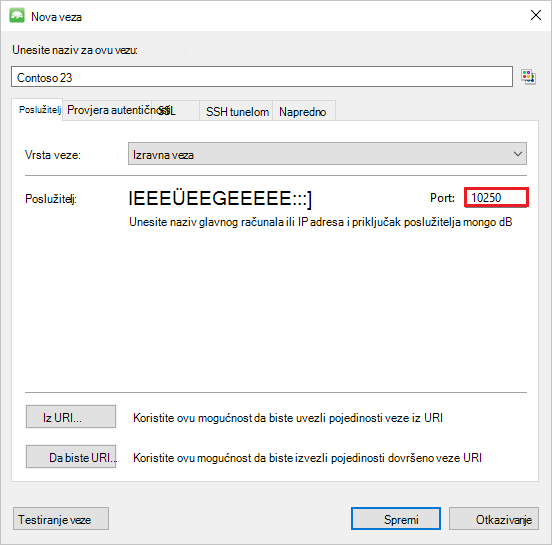 Nova veza
Unesite naziv za ovu vezu:
Contoso 23
Poslužitelj Provjera autentičnosti SSL SSH tunelom Napredno
Vrsta veze: Izravna veza
Poslužitelj: IEEEÜEEGEEEEE:::] Port: 10250
Unesite naziv glavnog računala ili IP adresa i priključak poslužitelja mongo dB
Iz URI... Koristite ovu mogućnost da biste uvezli pojedinosti veze iz URI
Da biste URI... Koristite ovu mogućnost da biste izvezli pojedinosti dovršeno veze URI
Testiranje veze Spremi Otkazivanje